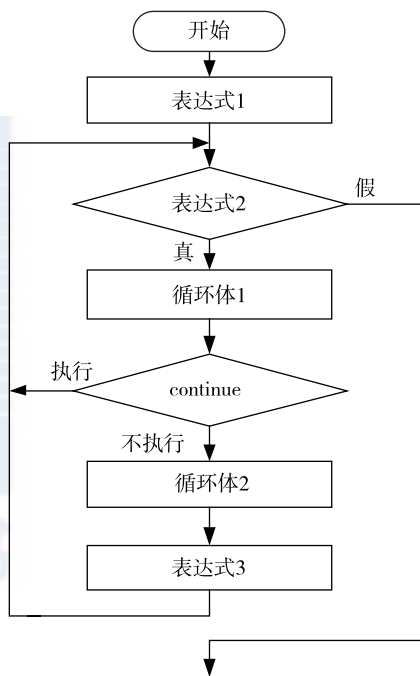 开始
表达式1
表达式2
假
真
循环体1
执行
continue
不执行
循环体2
表达式3